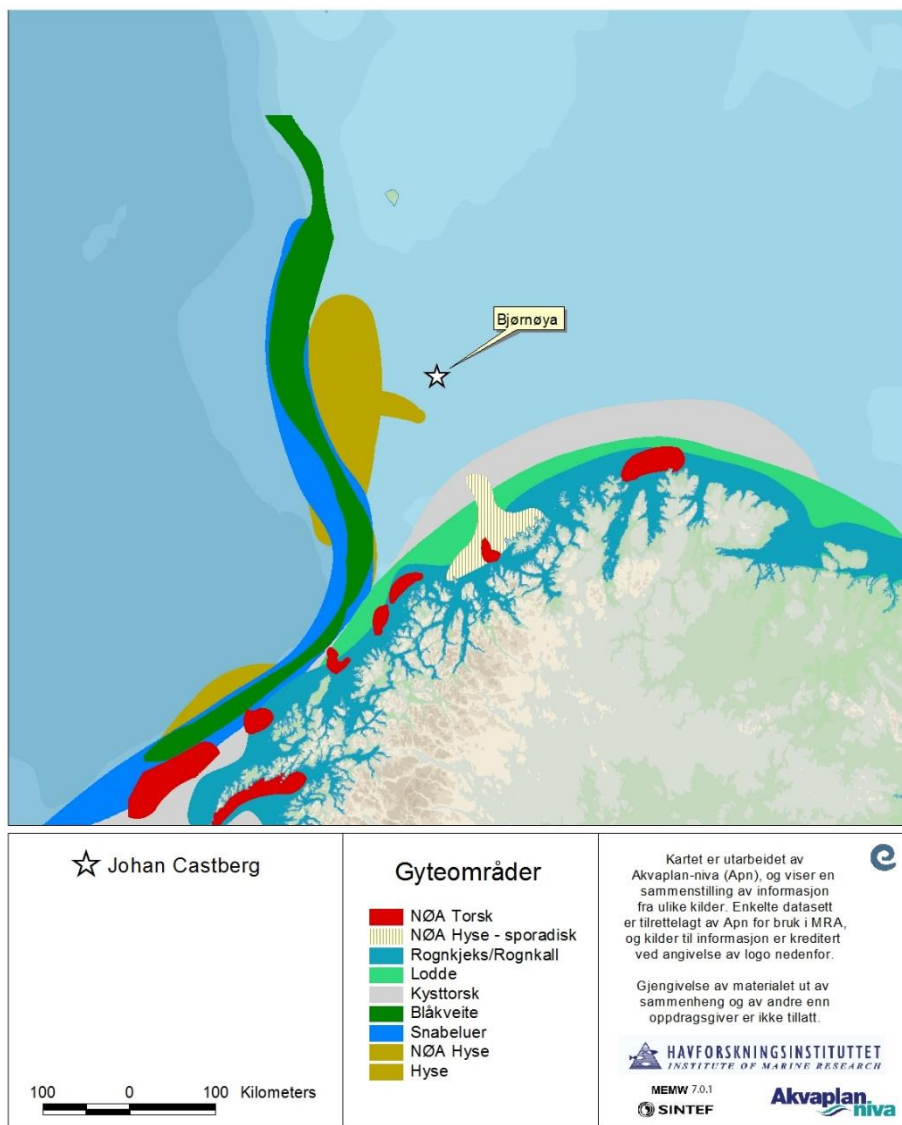 Bjørnøya
Johan Castberg
100 0 100 Kilometers
Gyteområder
NØA Torsk
NØA Hyse - sporadisk
Rognkjeks/Rognkall
Lodde
Kysttorsk
Blåkveite
Snabeluer
NØA Hyse
Hyse
Kartet er utarbeidet av
Akvaplan-niva (Apn), og viser en
sammenstilling av informasjon
fra ulike kilder. Enkelte datasett
er tilrettelagt av Apn for bruk i MRA,
og kilder til informasjon er kreditert
ved angivelse av logo nedenfor.
Gjengivelse av materialet ut av
sammenheng og av andre enn
oppdragsgiver er ikke tillatt.
HAVFORSKNINGSINSTITUTTET
INSTITUTE OF MARINE RESEARCH
MEMW 7.0.1
SINTEF
Akvaplan
niva